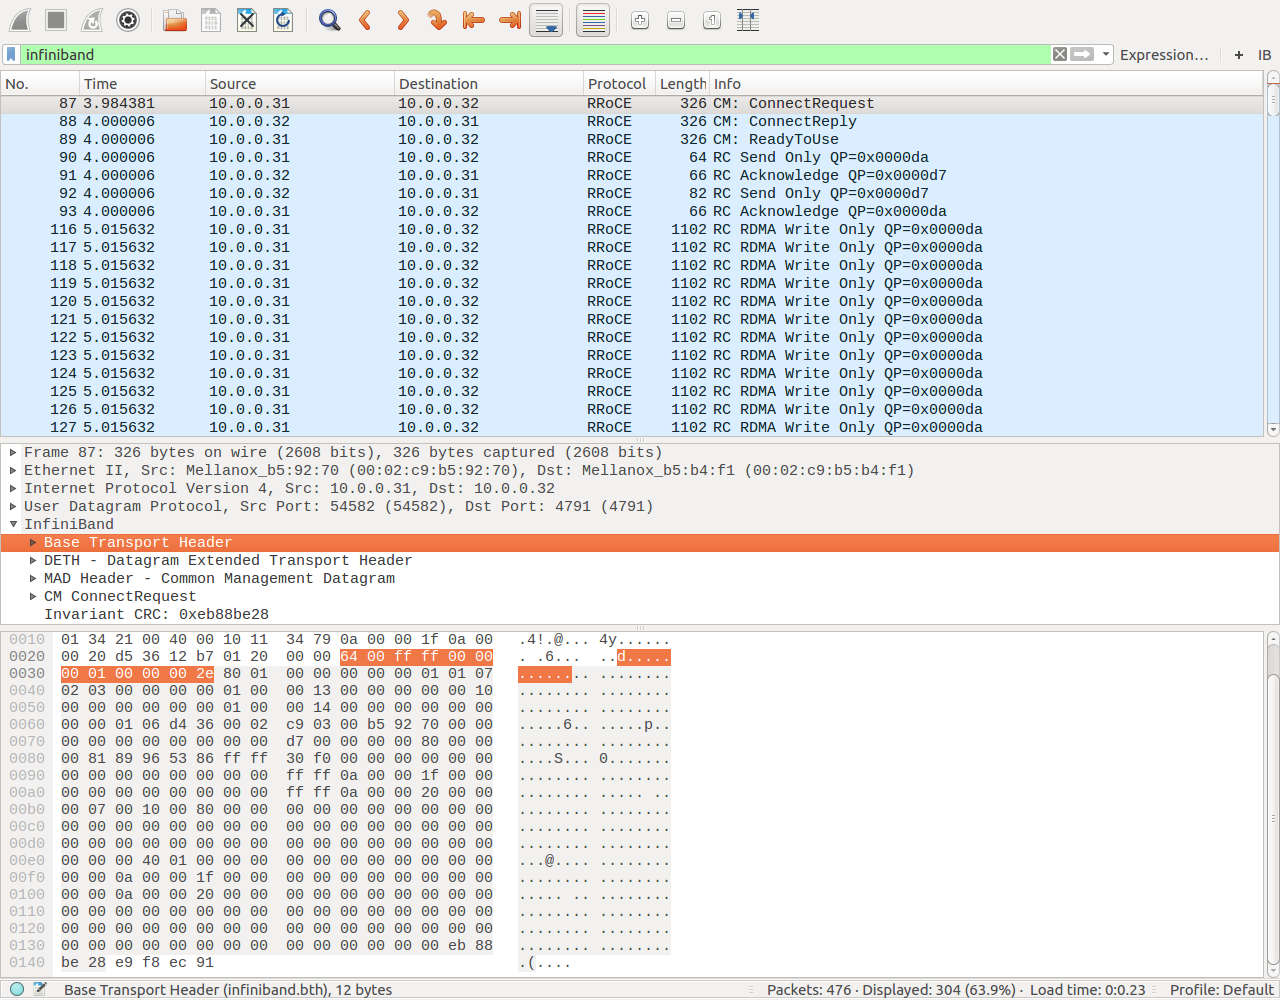 infiniband Expression... + IB
No. Time Source Destination Protocol Length Info
87 3.984381 10.0.0.31 10.0.0.32 RRoCE 326 CM: ConnectRequest
88 4.000006 10.0.0.32 10.0.0.31 RRoCE 326 CM: ConnectReply
89 4.000006 10.0.0.31 10.0.0.32 RRoCE 326 CM: ReadyToUse
90 4.000006 10.0.0.31 10.0.0.32 RRoCE 64 RC Send Only QP=0x0000da
91 4.000006 10.0.0.32 10.0.0.31 RRoCE 66 RC Acknowledge QP=0x0000d7
92 4.000006 10.0.0.32 10.0.0.31 RRoCE 82 RC Send Only QP=0x0000d7
93 4.000006 10.0.0.31 10.0.0.32 RRoCE 66 RC Acknowledge QP=0x0000da
116 5.015632 10.0.0.31 10.0.0.32 RRoCE 1102 RC RDMA Write Only QP=0x0000da
117 5.015632 10.0.0.31 10.0.0.32 RRoCE 1102 RC RDMA Write Only QP=0x0000da
118 5.015632 10.0.0.31 10.0.0.32 RRoCE 1102 RC RDMA Write Only QP=0x0000da
119 5.015632 10.0.0.31 10.0.0.32 RRoCE 1102 RC RDMA Write Only QP=0x0000da
120 5.015632 10.0.0.31 10.0.0.32 RRoCE 1102 RC RDMA Write Only QP=0x0000da
121 5.015632 10.0.0.31 10.0.0.32 RRoCE 1102 RC RDMA Write Only QP=0x0000da
122 5.015632 10.0.0.31 10.0.0.32 RRoCE 1102 RC RDMA Write Only QP=0x0000da
123 5.015632 10.0.0.31 10.0.0.32 RRoCE 1102 RC RDMA Write Only QP=0x0000da
124 5.015632 10.0.0.31 10.0.0.32 RRoCE 1102 RC RDMA Write Only QP=0x0000da
125 5.015632 10.0.0.31 10.0.0.32 RRoCE 1102 RC RDMA Write Only QP=0x0000da
126 5.015632 10.0.0.31 10.0.0.32 RRoCE 1102 RC RDMA Write Only QP=0x0000da
127 5.015632 10.0.0.31 10.0.0.32 RRoCE 1102 RC RDMA Write Only QP=0x0000da
Frame 87: 326 bytes on wire (2608 bits), 326 bytes captured (2608 bits)
Ethernet II, Src: Mellanox_b5:92:70 (00:02:c9:b5:92:70), Dst: Mellanox_b5:b4:f1 (00:02:c9:b5:b4:f1)
Internet Protocol Version 4, Src: 10.0.0.31, Dst: 10.0.0.32
User Datagram Protocol, Src Port: 54582 (54582), Dst Port: 4791 (4791)
InfiniBand
Base Transport Header
DETH - Datagram Extended Transport Header
MAD Header - Common Management Datagram
CM ConnectRequest
Invariant CRC: 0xeb88be28
0010 01 34 21 00 40 00 10 11 34 79 0a 00 00 1f 0a 00 .4!.@... 4y......
0020 00 20 d5 36 12 b7 01 20 00 00 64 00 ff ff 00 00 . .6... ..d.....
0030 00 01 00 00 00 2e 80 01 00 00 00 00 00 01 01 07 ........ ........
0040 02 03 00 00 00 00 01 00 00 13 00 00 00 00 00 10 ........ ........
0050 00 00 00 00 00 00 01 00 00 14 00 00 00 00 00 00 ........ ........
0060 00 00 01 06 d4 36 00 02 c9 03 00 b5 92 70 00 00 .....6.. .....p..
0070 00 00 00 00 00 00 00 00 d7 00 00 00 00 80 00 00 ........ ........
0080 00 81 89 96 53 86 ff ff 30 f0 00 00 00 00 00 00 ....S... 0.......
0090 00 00 00 00 00 00 00 00 ff ff 0a 00 00 1f 00 00 ........ ........
00a0 00 00 00 00 00 00 00 00 ff ff 0a 00 00 20 00 00 ........ ..... ..
00b0 00 07 00 10 00 80 00 00 00 00 00 00 00 00 00 00 ........ ........
00c0 00 00 00 00 00 00 00 00 00 00 00 00 00 00 00 00 ........ ........
00d0 00 00 00 00 00 00 00 00 00 00 00 00 00 00 00 00 ........ ........
00e0 00 00 00 40 01 00 00 00 00 00 00 00 00 00 00 00 ...@.... ........
00f0 00 00 0a 00 00 1f 00 00 00 00 00 00 00 00 00 00 ........ ........
0100 00 00 0a 00 00 20 00 00 00 00 00 00 00 00 00 00 ..... .. ........
0110 00 00 00 00 00 00 00 00 00 00 00 00 00 00 00 00 ........ ........
0120 00 00 00 00 00 00 00 00 00 00 00 00 00 00 00 00 ........ ........
0130 00 00 00 00 00 00 00 00 00 00 00 00 00 00 eb 88 ........ ........
0140 be 28 e9 f8 ec 91 .(....
Base Transport Header (infiniband.bth), 12 bytes Packets: 476 · Displayed: 304 (63.9%) · Load time: 0:0.23 Profile: Default